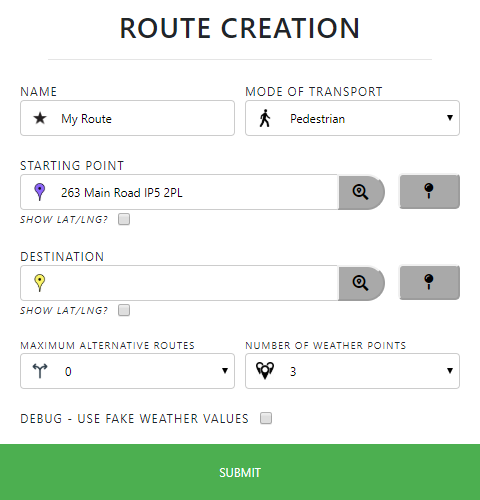 ROUTE CREATION
NAME
MODE OF TRANSPORT
My Route
Pedestrian
STARTING POINT
263 Main Road IP5 2PL
SHOW LAT/LNG?
DESTINATION
SHOW LAT/LNG?
MAXIMUM ALTERNATIVE ROUTES
NUMBER OF WEATHER POINTS
0
3
DEBUG - USE FAKE WEATHER VALUES
SUBMIT